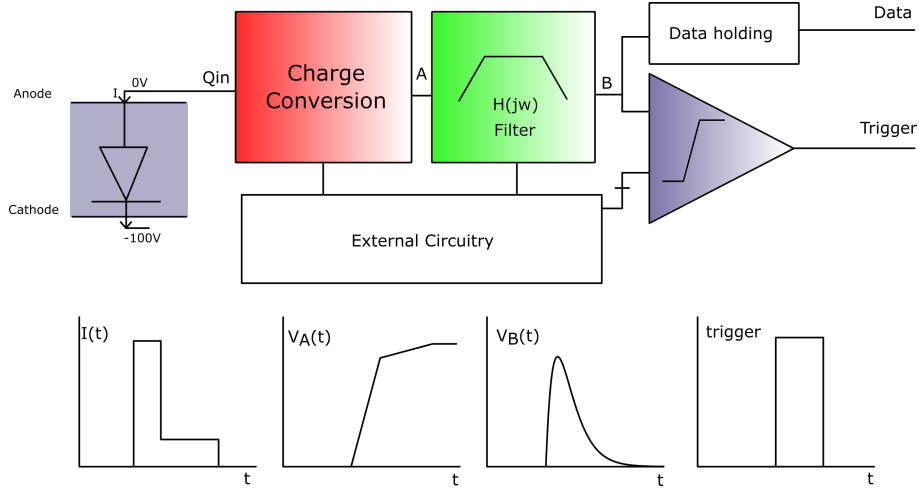 Data
Data holding
Qin
0V
I
Anode
Charge
Conversion
A
H(jw)
Filter
B
Trigger
Cathode
-100V
External Circuitry
I(t)
VA(t)
VB(t)
trigger
t
t
t
t